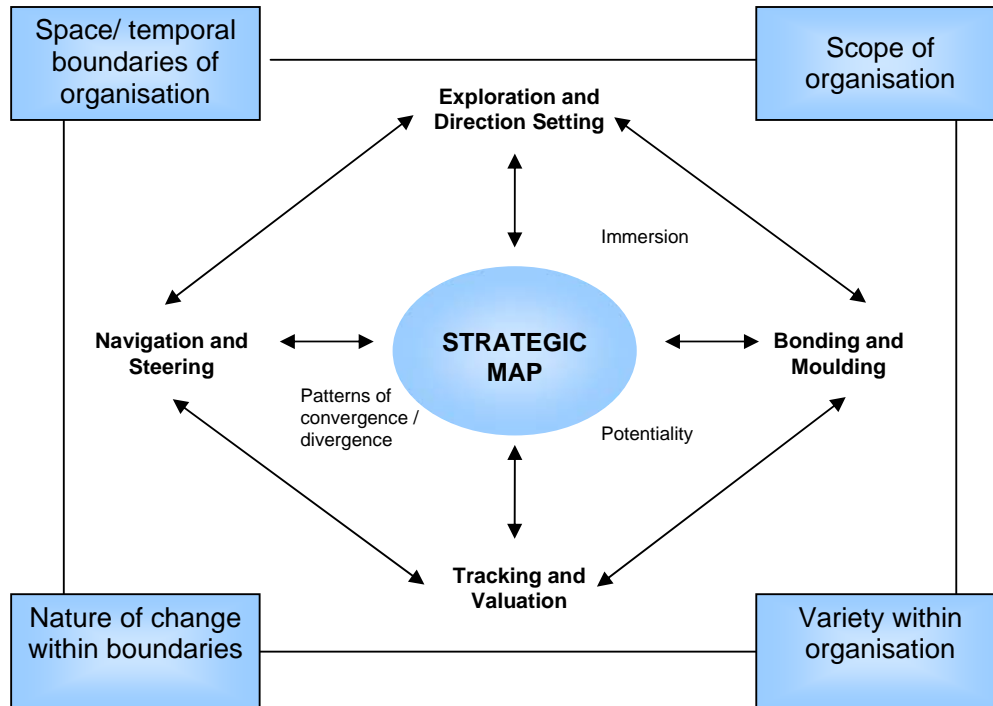 Space/ temporal
boundaries of
organisation
Scope of
organisation
Exploration and
Direction Setting
Immersion
Navigation and
Steering
STRATEGIC
MAP
Bonding and
Moulding
Patterns of
convergence /
divergence
Potentiality
Tracking and
Valuation
Nature of change
within boundaries
Variety within
organisation